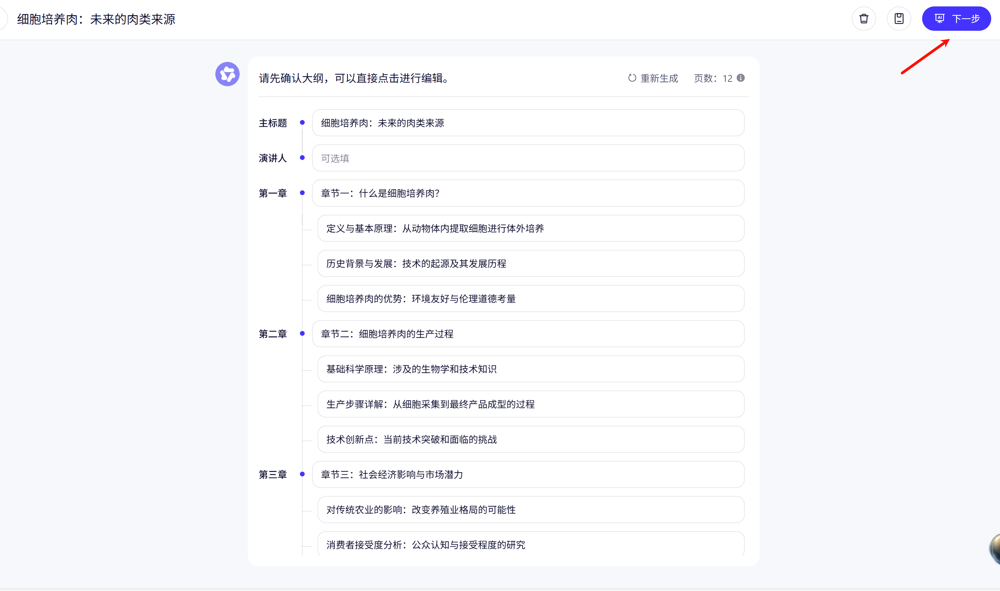 细胞培养肉：未来的肉类来源
AI 下一步
请先确认大纲，可以直接点击进行编辑。
重新生成 页数：12
主标题 细胞培养肉：未来的肉类来源
演讲人 可选填
第一章 章节一：什么是细胞培养肉？
定义与基本原理：从动物体内提取细胞进行体外培养
历史背景与发展：技术的起源及其发展历程
细胞培养肉的优势：环境友好与伦理道德考量
第二章 章节二：细胞培养肉的生产过程
基础科学原理：涉及的生物学和技术知识
生产步骤详解：从细胞采集到最终产品成型的过程
技术创新点：当前技术突破和面临的挑战
第三章 章节三：社会经济影响与市场潜力
对传统农业的影响：改变养殖业格局的可能性
消费者接受度分析：公众认知与接受程度的研究